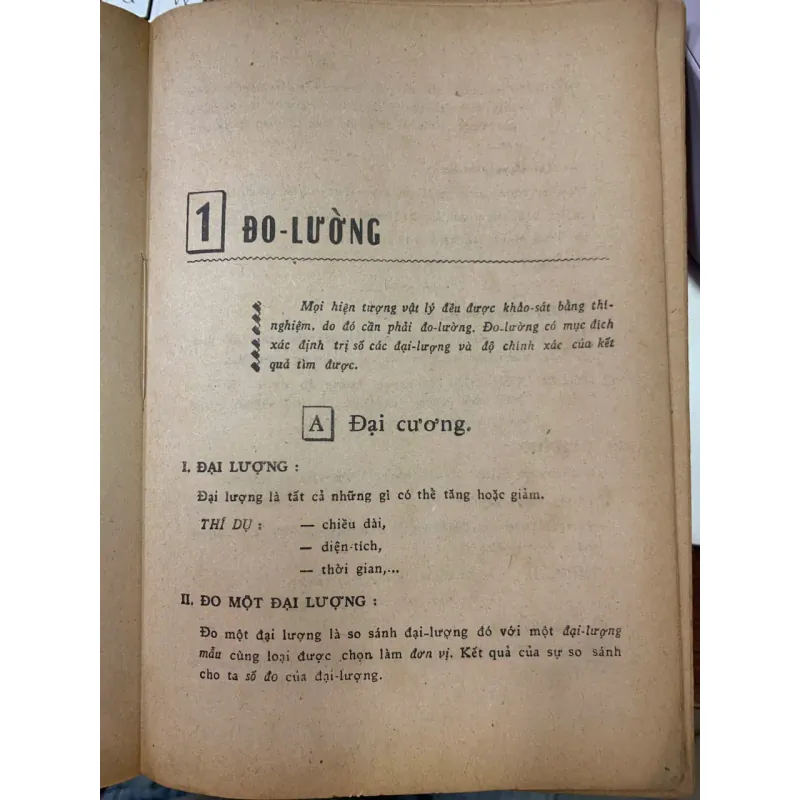 1 ĐO-LƯỜNG
Mọi hiện tượng vật lý đều được khảo-sát bằng thí-
nghiệm, do đó cần phải đo-lường. Đo-lường có mục đích
xác định trị số các đại-lượng và độ chính xác của kết
quả tìm được.
A Đại cương.
I. ĐẠI LƯỢNG :
Đại lượng là tất cả những gì có thể tăng hoặc giảm.
THÍ DỤ : — chiều dài,
— diện-tích,
— thời gian,...
II. ĐO MỘT ĐẠI LƯỢNG :
Đo một đại lượng là so sánh đại-lượng đó với một đại-lượng
mẫu cùng loại được chọn làm đơn vị. Kết quả của sự so sánh
cho ta số đo của đại-lượng.